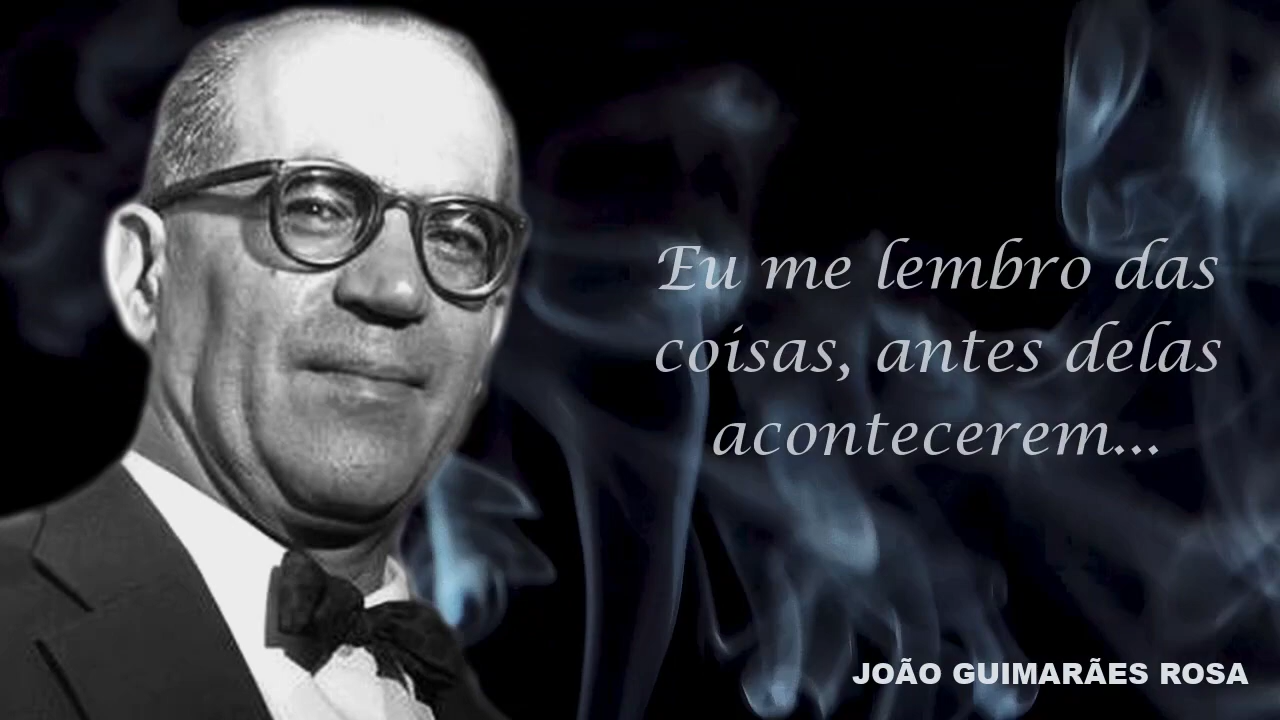 Eu me lembro das
coisas, antes delas
acontecerem...
JOÃO GUIMARÃES ROSA